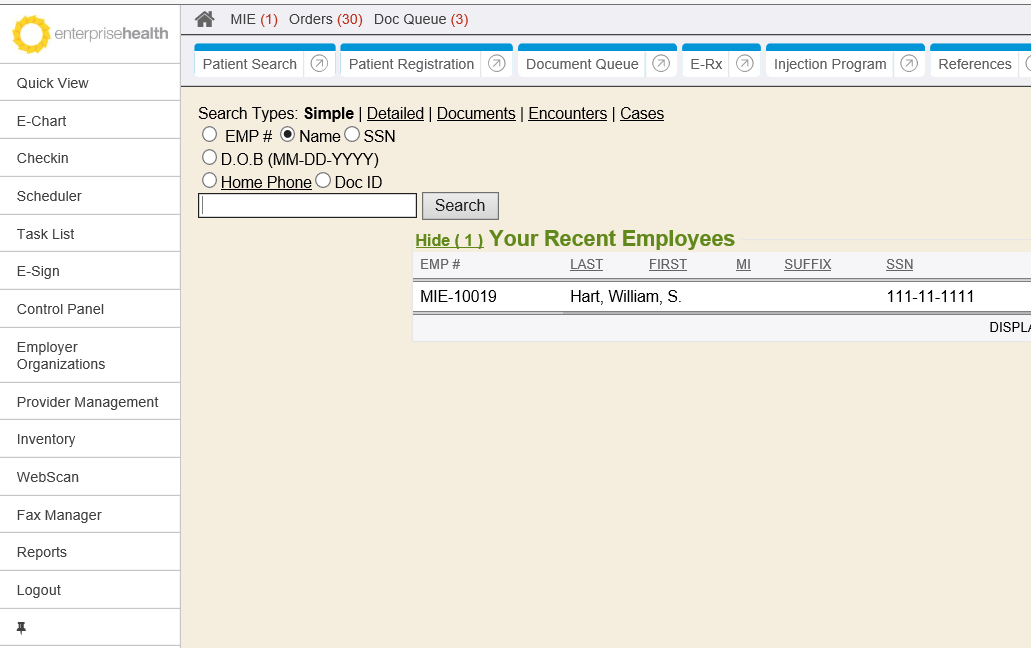 enterprisehealth
MIE (1) Orders (30) Doc Queue (3)
Patient Search Patient Registration Document Queue E-Rx Injection Program References
Quick View
E-Chart
Checkin
Scheduler
Task List
E-Sign
Control Panel
Employer
Organizations
Provider Management
Inventory
WebScan
Fax Manager
Reports
Logout
Search Types: Simple | Detailed | Documents | Encounters | Cases
EMP # Name SSN
D.O.B (MM-DD-YYYY)
Home Phone Doc ID
Search
Hide ( 1 ) Your Recent Employees
EMP # LAST FIRST MI SUFFIX SSN
MIE-10019 Hart, William, S. 111-11-1111